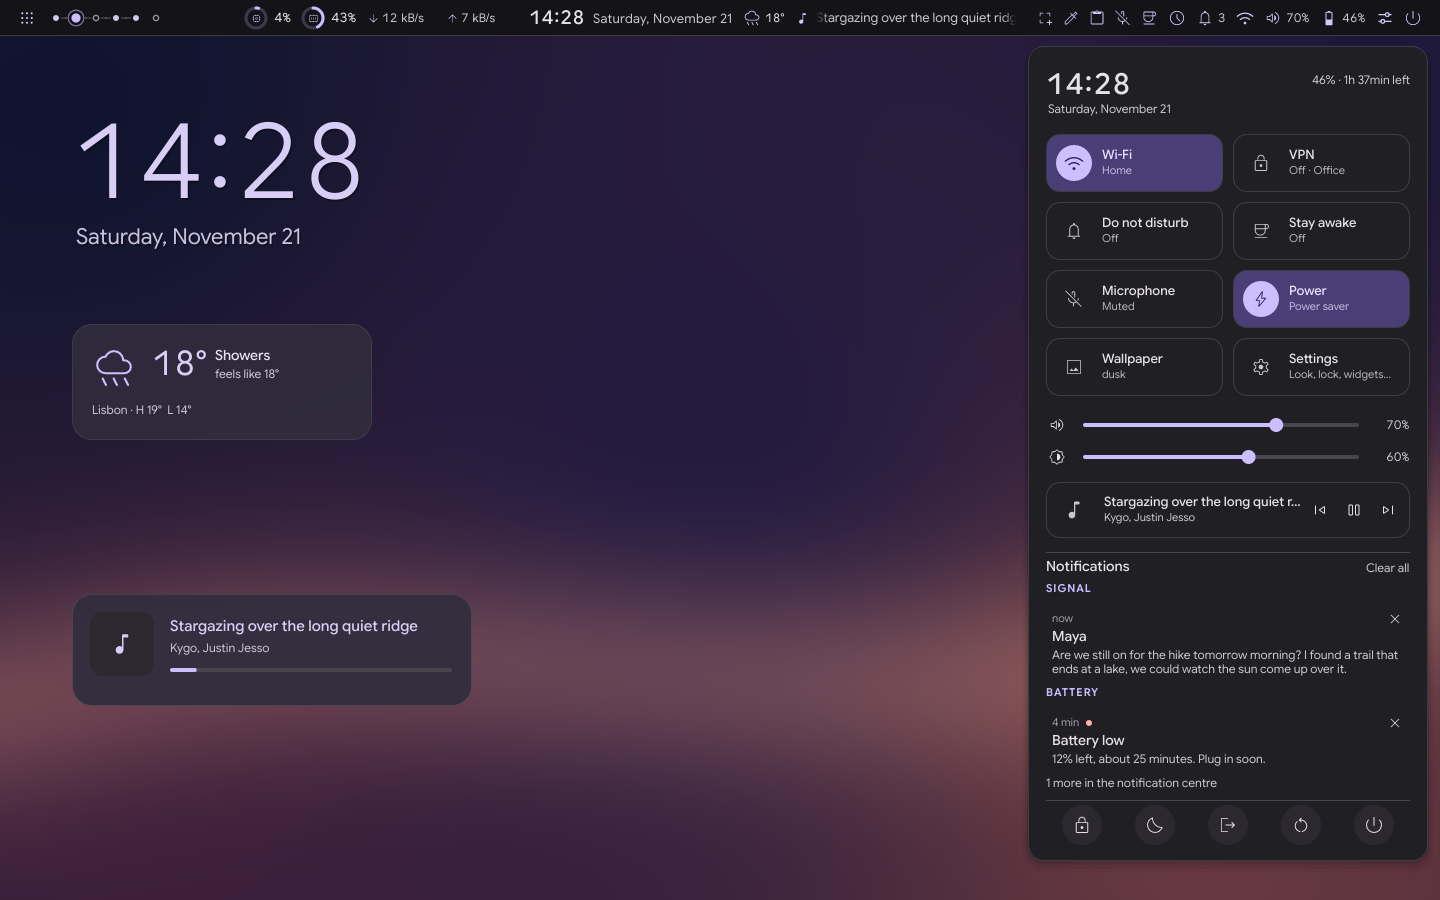 4% 43% ↓ 12 kB/s ↑ 7 kB/s 14:28 Saturday, November 21 18° Stargazing over the long quiet ridg 3 70% 46%
14:28
Saturday, November 21
18° Showers
feels like 18°
Lisbon · H 19° L 14°
Stargazing over the long quiet ridge
Kygo, Justin Jesso
14:28
46% · 1h 37min left
Saturday, November 21
Wi-Fi
Home
VPN
Off · Office
Do not disturb
Off
Stay awake
Off
Microphone
Muted
Power
Power saver
Wallpaper
dusk
Settings
Look, lock, widgets...
70%
60%
Stargazing over the long quiet r...
Kygo, Justin Jesso
Notifications
Clear all
SIGNAL
now
Maya
Are we still on for the hike tomorrow morning? I found a trail that
ends at a lake, we could watch the sun come up over it.
BATTERY
4 min
Battery low
12% left, about 25 minutes. Plug in soon.
1 more in the notification centre